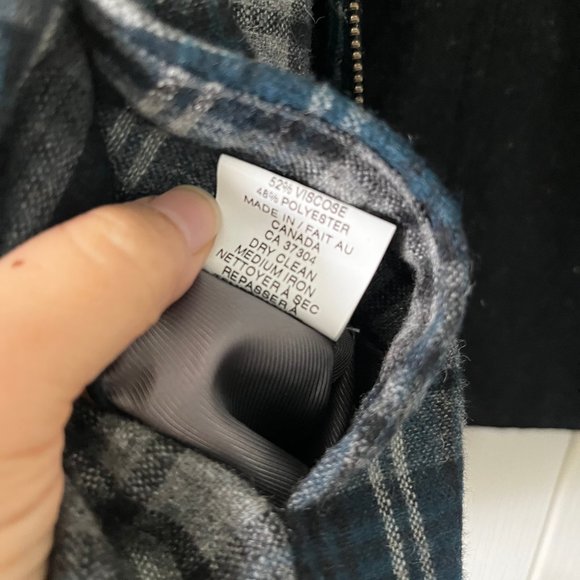 52% VISCOSE
48% POLYESTER
MADE IN / FAIT AU
CANADA
CA 37304
DRY CLEAN
MEDIUM IRON
NETTOYER À SEC
REPASSER À